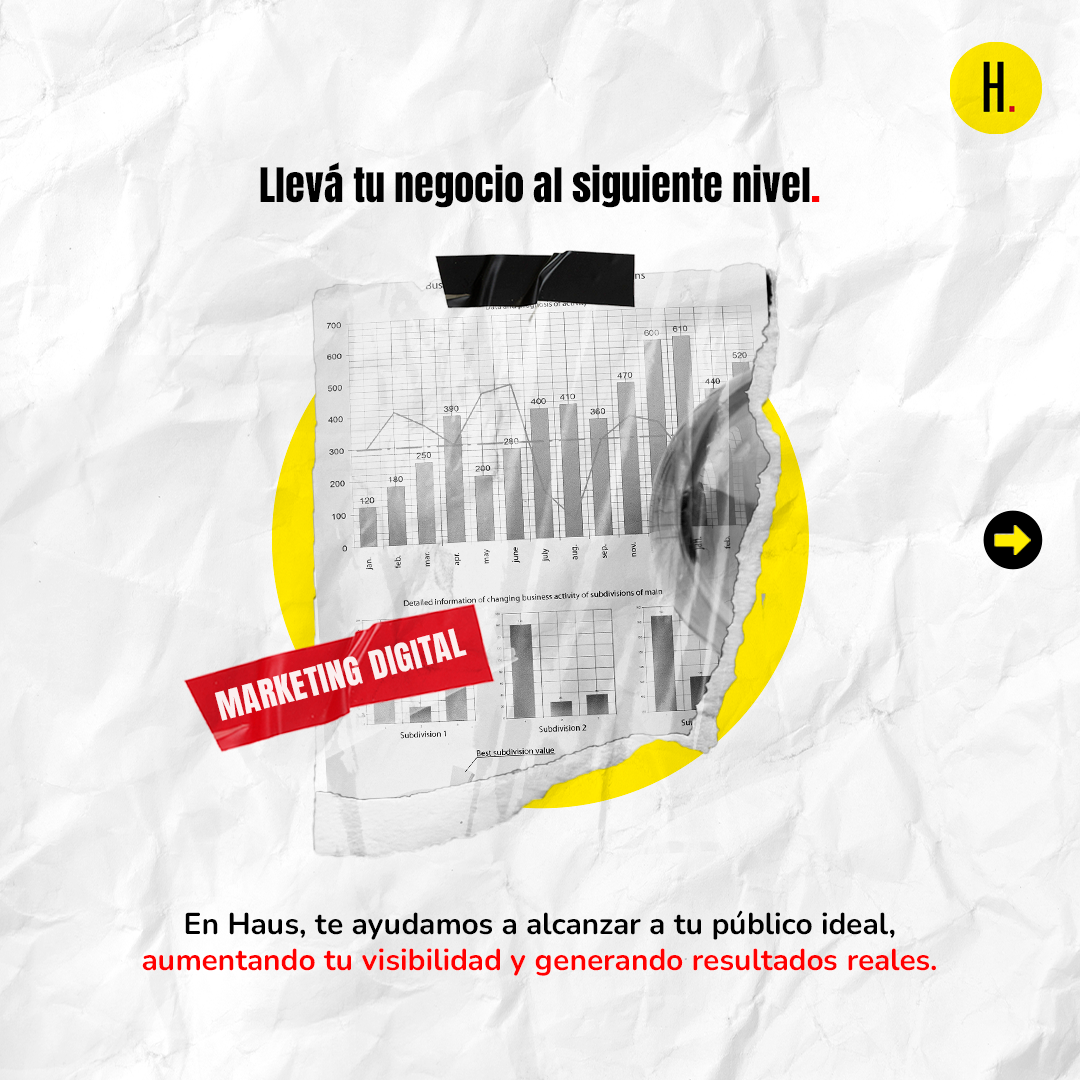 H.
Llevá tu negocio al siguiente nivel.
700
600
500
400
300
200
100
0
120
180
250
390
200
280
400
410
360
470
600
610
440
520
jan.
feb.
mar.
apr.
may
june
july
aug.
sep.
nov.
feb.
Detailed information of changing business activity of subdivisions of main
MARKETING DIGITAL
Subdivision 1
Subdivision 2
Best subdivision value
En Haus, te ayudamos a alcanzar a tu público ideal,
aumentando tu visibilidad y generando resultados reales.